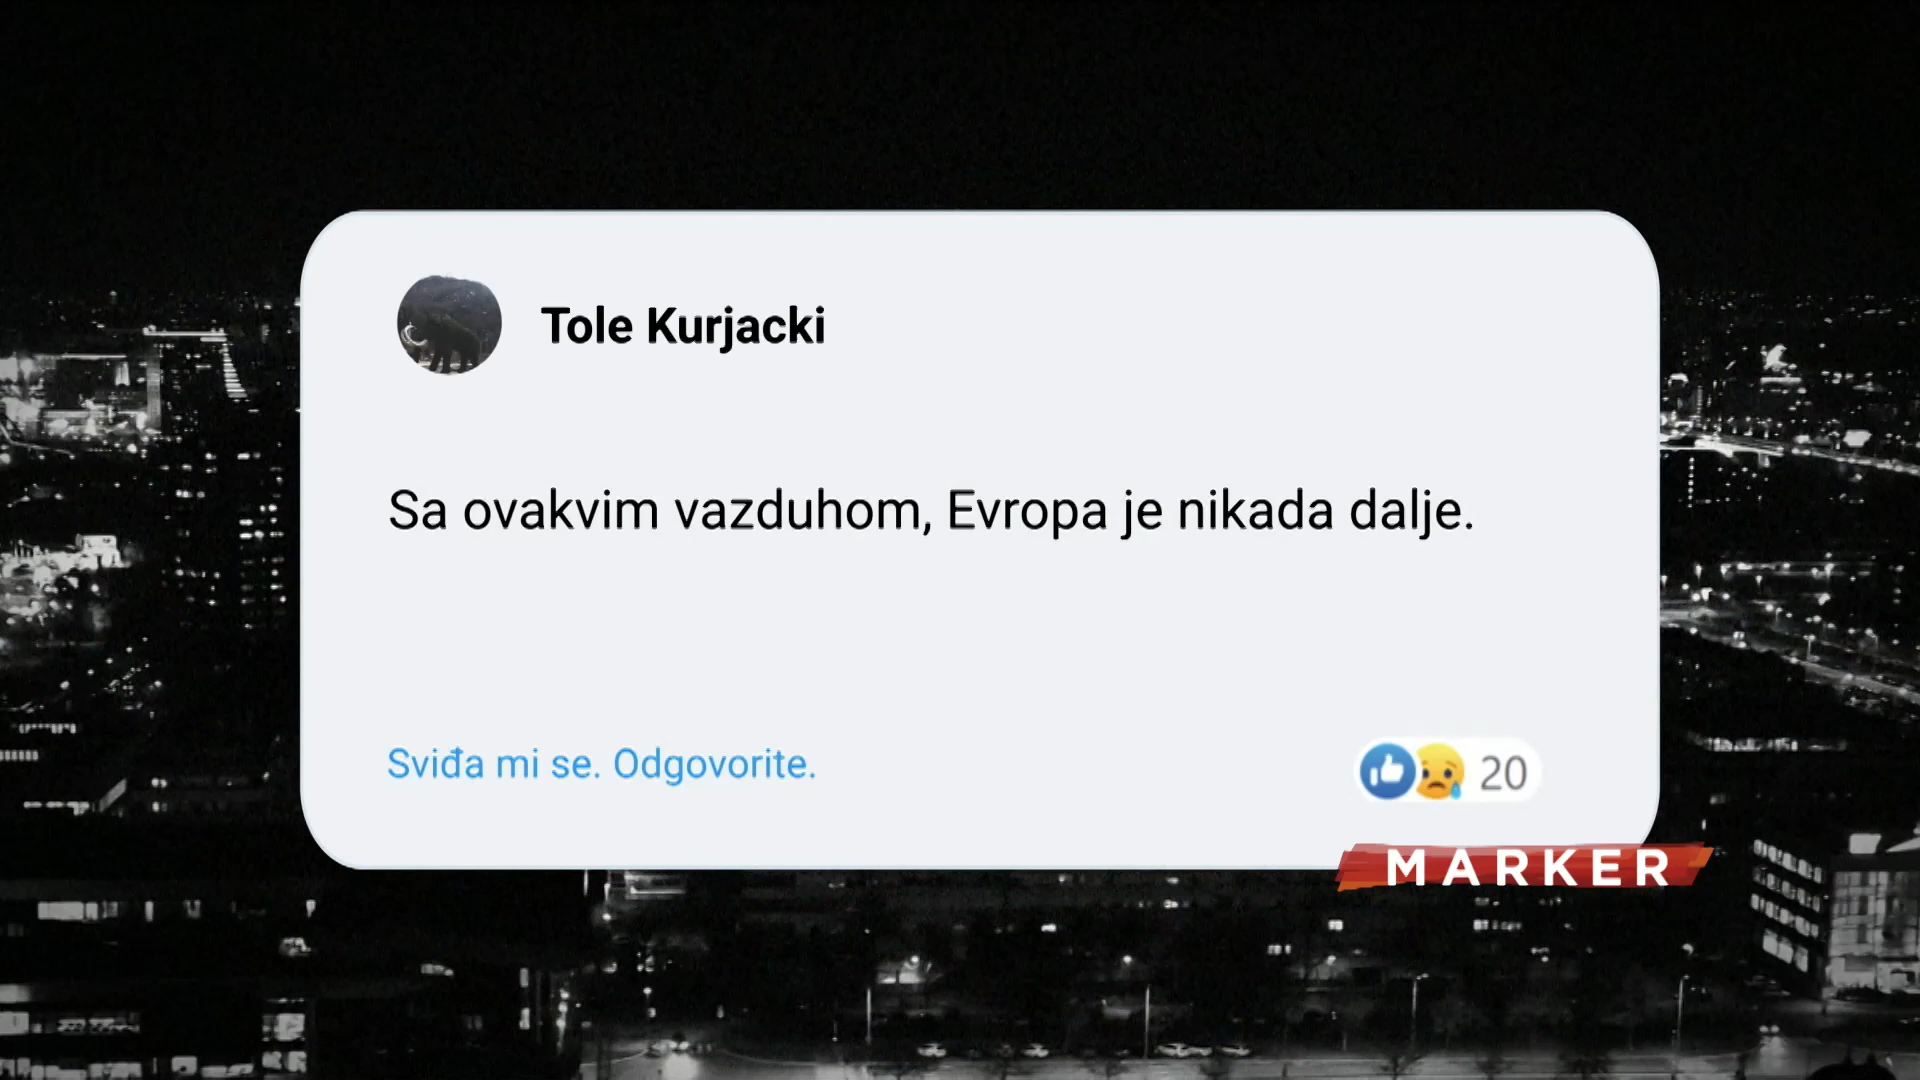 Tole Kurjacki
Sa ovakvim vazduhom, Evropa je nikada dalje.
Sviđa mi se. Odgovorite.
20
MARKER